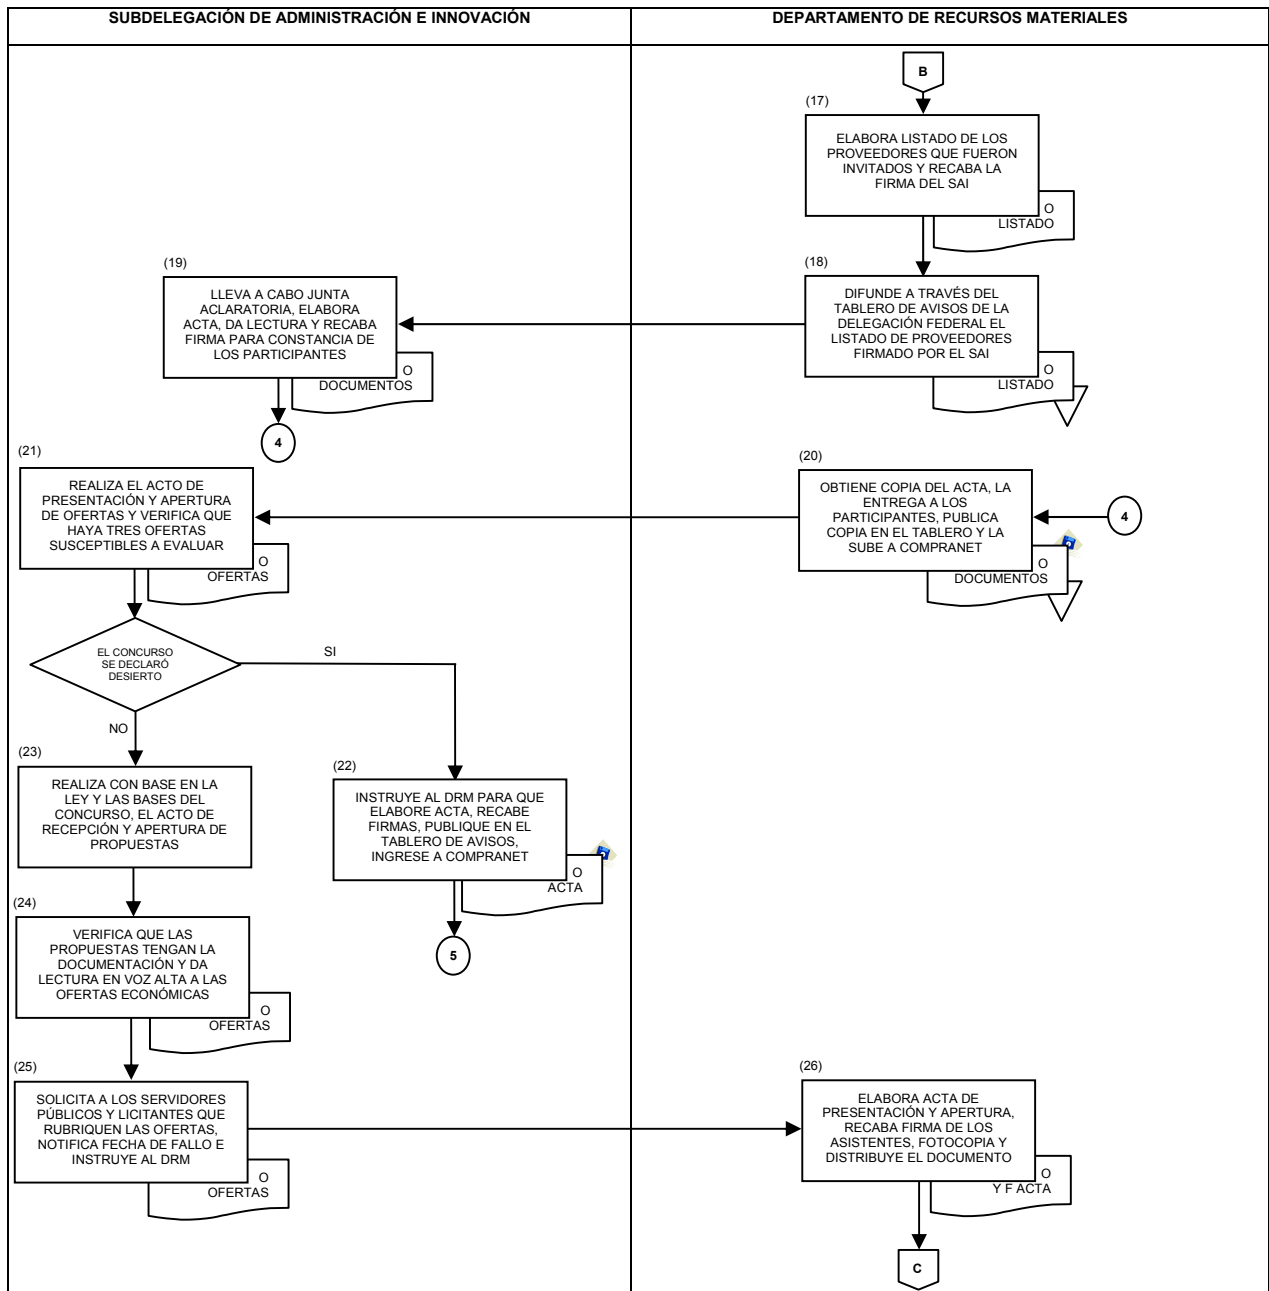 SUBDELEGACIÓN DE ADMINISTRACIÓN E INNOVACIÓN
DEPARTAMENTO DE RECURSOS MATERIALES
B
(17)
ELABORA LISTADO DE LOS
PROVEEDORES QUE FUERON
INVITADOS Y RECABA LA
FIRMA DEL SAI
O
LISTADO
(18)
DIFUNDE A TRAVÉS DEL
TABLERO DE AVISOS DE LA
DELEGACIÓN FEDERAL EL
LISTADO DE PROVEEDORES
FIRMADO POR EL SAI
O
LISTADO
(19)
LLEVA A CABO JUNTA
ACLARATORIA, ELABORA
ACTA, DA LECTURA Y RECABA
FIRMA PARA CONSTANCIA DE
LOS PARTICIPANTES
O
DOCUMENTOS
4
(20)
OBTIENE COPIA DEL ACTA, LA
ENTREGA A LOS
PARTICIPANTES, PUBLICA
COPIA EN EL TABLERO Y LA
SUBE A COMPRANET
4
O
DOCUMENTOS
(21)
REALIZA EL ACTO DE
PRESENTACIÓN Y APERTURA
DE OFERTAS Y VERIFICA QUE
HAYA TRES OFERTAS
SUSCEPTIBLES A EVALUAR
O
OFERTAS
EL CONCURSO
SE DECLARÓ
DESIERTO
SI
NO
(22)
INSTRUYE AL DRM PARA QUE
ELABORE ACTA, RECABE
FIRMAS, PUBLIQUE EN EL
TABLERO DE AVISOS,
INGRESE A COMPRANET
O
ACTA
5
(23)
REALIZA CON BASE EN LA
LEY Y LAS BASES DEL
CONCURSO, EL ACTO DE
RECEPCIÓN Y APERTURA DE
PROPUESTAS
(24)
VERIFICA QUE LAS
PROPUESTAS TENGAN LA
DOCUMENTACIÓN Y DA
LECTURA EN VOZ ALTA A LAS
OFERTAS ECONÓMICAS
O
OFERTAS
(25)
SOLICITA A LOS SERVIDORES
PÚBLICOS Y LICITANTES QUE
RUBRIQUEN LAS OFERTAS,
NOTIFICA FECHA DE FALLO E
INSTRUYE AL DRM
O
OFERTAS
(26)
ELABORA ACTA DE
PRESENTACIÓN Y APERTURA,
RECABA FIRMA DE LOS
ASISTENTES, FOTOCOPIA Y
DISTRIBUYE EL DOCUMENTO
O
Y F ACTA
C